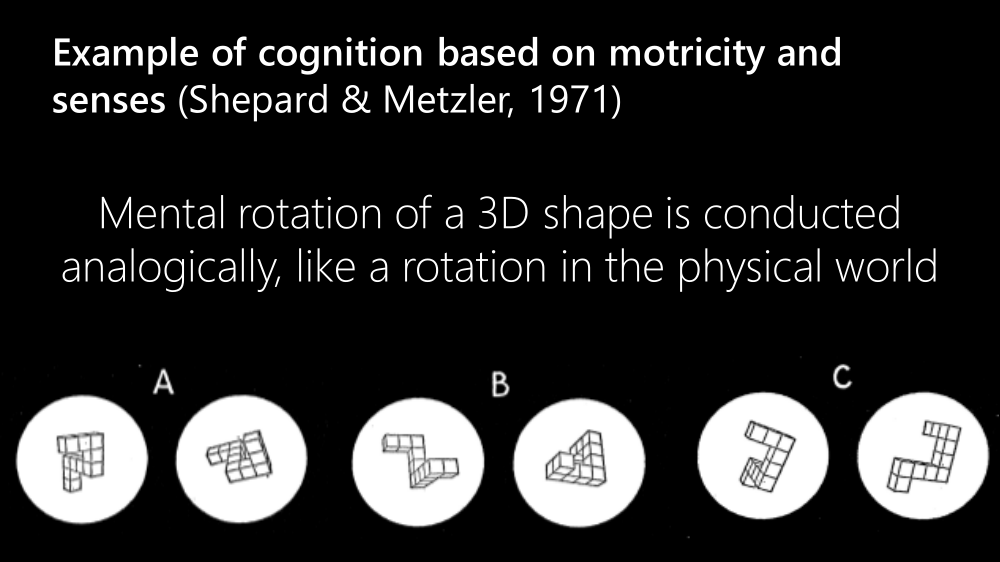 Example of cognition based on motricity and
senses (Shepard & Metzler, 1971)
Mental rotation of a 3D shape is conducted
analogically, like a rotation in the physical world
A
B
C